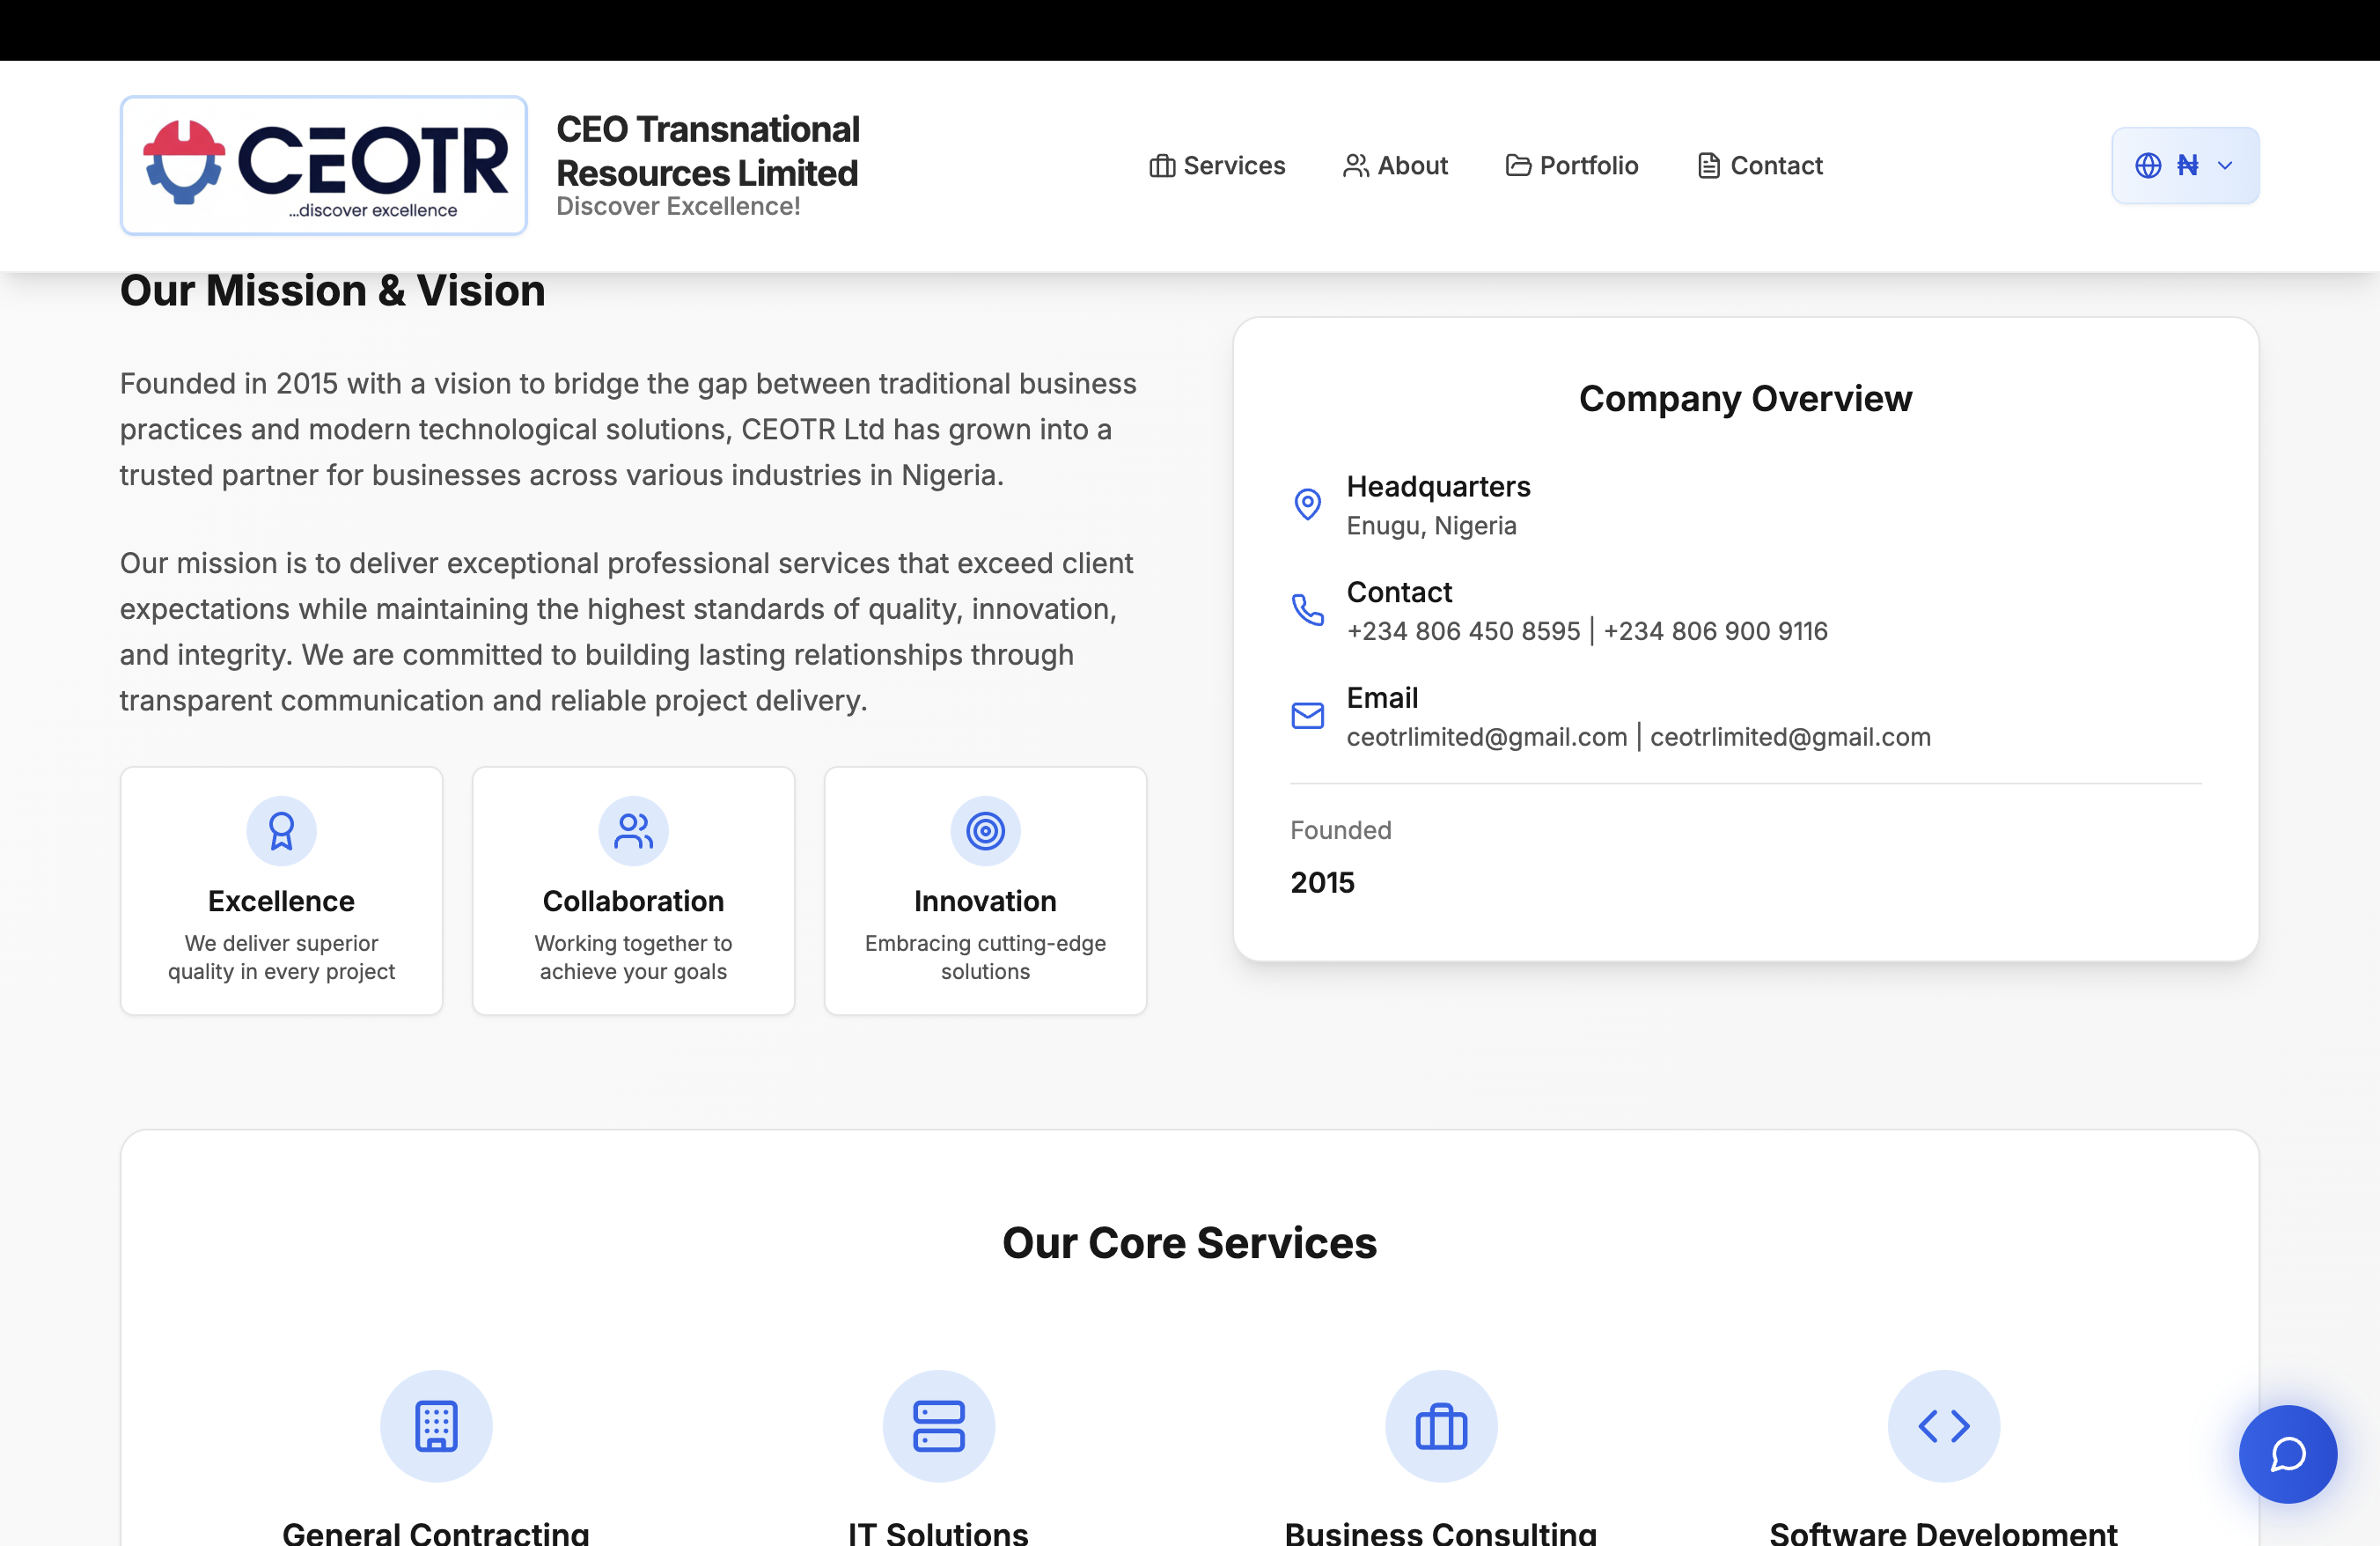 CEOTR
...discover excellence
CEO Transnational
Resources Limited
Discover Excellence!
Services
About
Portfolio
Contact
₦
Our Mission & Vision
Founded in 2015 with a vision to bridge the gap between traditional business
practices and modern technological solutions, CEOTR Ltd has grown into a
trusted partner for businesses across various industries in Nigeria.
Our mission is to deliver exceptional professional services that exceed client
expectations while maintaining the highest standards of quality, innovation,
and integrity. We are committed to building lasting relationships through
transparent communication and reliable project delivery.
Excellence
We deliver superior
quality in every project
Collaboration
Working together to
achieve your goals
Innovation
Embracing cutting-edge
solutions
Company Overview
Headquarters
Enugu, Nigeria
Contact
+234 806 450 8595 | +234 806 900 9116
Email
ceotrlimited@gmail.com | ceotrlimited@gmail.com
Founded
2015
Our Core Services
General Contracting
IT Solutions
Business Consulting
Software Development